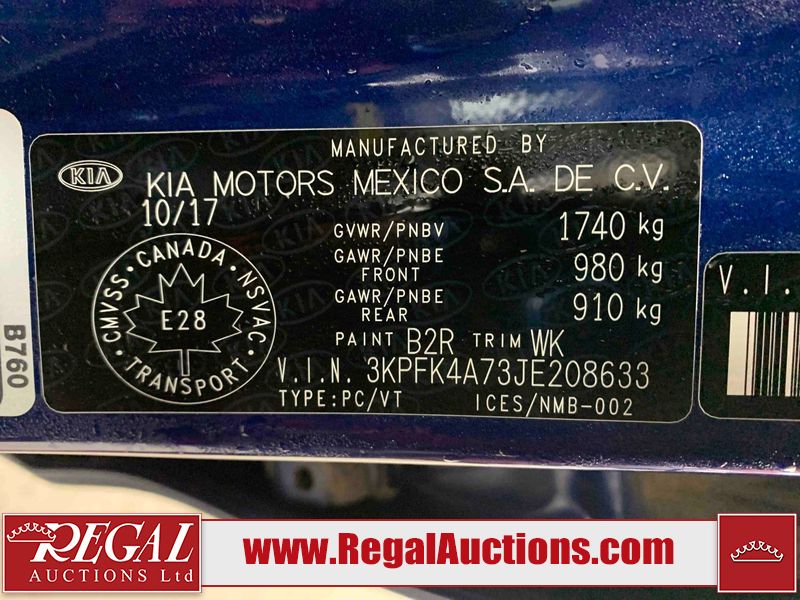 MANUFACTURED BY
KIA KIA MOTORS MEXICO S.A. DE C.V.
10/17
GVWR/PNBV 1740 kg
GAWR/PNBE FRONT 980 kg
GAWR/PNBE REAR 910 kg
PAINT B2R TRIM WK
V.I.N. 3KPFK4A73JE208633
TYPE:PC/VT ICES/NMB-002
CMVSS · CANADA · NSVAC · TRANSPORT
E28
B760
V.I.
REGAL
AUCTIONS Ltd
www.RegalAuctions.com